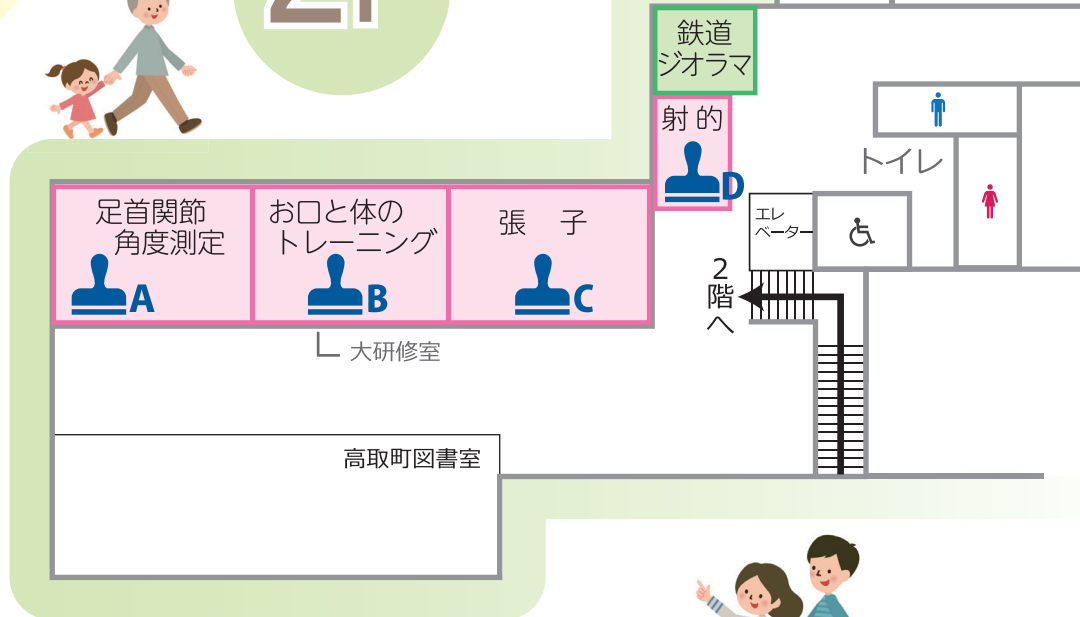 鉄道
ジオラマ
射的
D
トイレ
足首関節
角度測定
A
お口と体の
トレーニング
B
張子
C
エレ
ベーター
2
階
へ
大研修室
高取町図書室